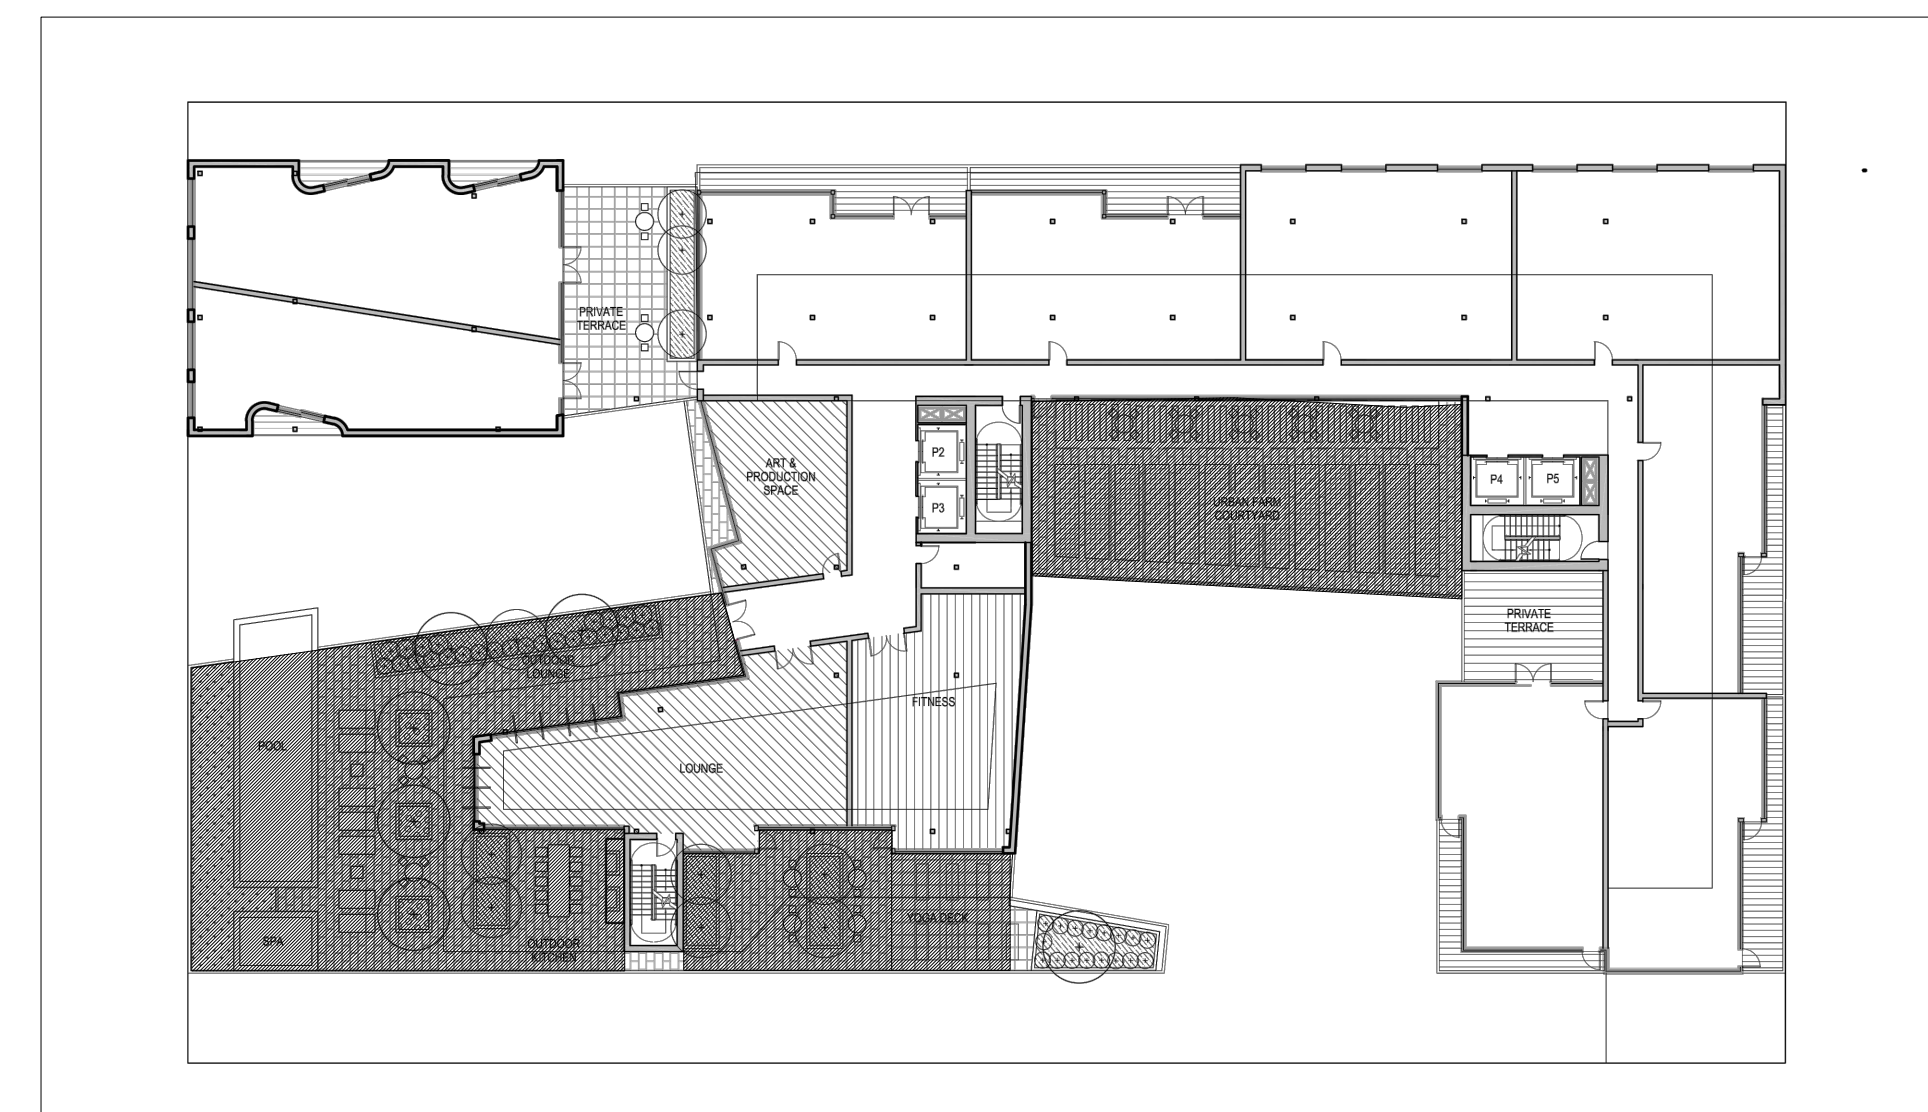 PRIVATE
TERRACE
ART &
PRODUCTION
SPACE
P2
P3
URBAN FARM
COURTYARD
P4
P5
PRIVATE
TERRACE
OUTDOOR
LOUNGE
FITNESS
POOL
LOUNGE
YOGA DECK
SPA
OUTDOOR
KITCHEN